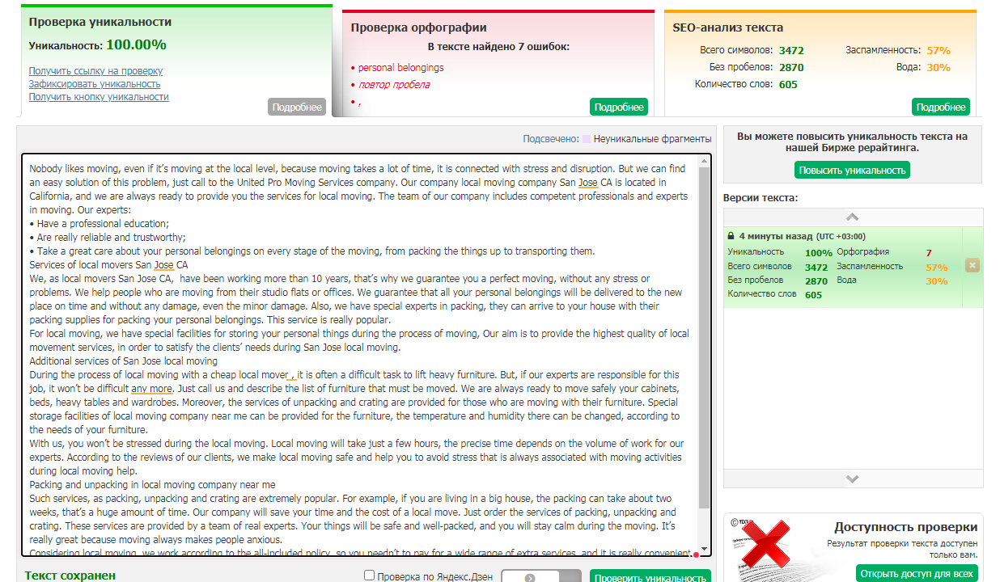 Проверка уникальности
Уникальность: 100.00%
Получить ссылку на проверку
Зафиксировать уникальность
Получить кнопку уникальности
Подробнее
Проверка орфографии
В тексте найдено 7 ошибок:
• personal belongings
• повтор пробела
• ,
Подробнее
SEO-анализ текста
Всего символов: 3472 Заспамленность: 57%
Без пробелов: 2870 Вода: 30%
Количество слов: 605
Подробнее
Подсвечено: Неуникальные фрагменты
Nobody likes moving, even if it’s moving at the local level, because moving takes a lot of time, it is connected with stress and disruption. But we can find
an easy solution of this problem, just call to the United Pro Moving Services company. Our company local moving company San Jose CA is located in
California, and we are always ready to provide you the services for local moving. The team of our company includes competent professionals and experts
in moving. Our experts:
• Have a professional education;
• Are really reliable and trustworthy;
• Take a great care about your personal belongings on every stage of the moving, from packing the things up to transporting them.
Services of local movers San Jose CA
We, as local movers San Jose CA,  have been working more than 10 years, that’s why we guarantee you a perfect moving, without any stress or
problems. We help people who are moving from their studio flats or offices. We guarantee that all your personal belongings will be delivered to the new
place on time and without any damage, even the minor damage. Also, we have special experts in packing, they can arrive to your house with their
packing supplies for packing your personal belongings. This service is really popular.
For local moving, we have special facilities for storing your personal things during the process of moving, Our aim is to provide the highest quality of local
movement services, in order to satisfy the clients’ needs during San Jose local moving.
Additional services of San Jose local moving
During the process of local moving with a cheap local mover , it is often a difficult task to lift heavy furniture. But, if our experts are responsible for this
job, it won’t be difficult any more. Just call us and describe the list of furniture that must be moved. We are always ready to move safely your cabinets,
beds, heavy tables and wardrobes. Moreover, the services of unpacking and crating are provided for those who are moving with their furniture. Special
storage facilities of local moving company near me can be provided for the furniture, the temperature and humidity there can be changed, according to
the needs of your furniture.
With us, you won’t be stressed during the local moving. Local moving will take just a few hours, the precise time depends on the volume of work for our
experts. According to the reviews of our clients, we make local moving safe and help you to avoid stress that is always associated with moving activities
during local moving help.
Packing and unpacking in local moving company near me
Such services, as packing, unpacking and crating are extremely popular. For example, if you are living in a big house, the packing can take about two
weeks, that’s a huge amount of time. Our company will save your time and the cost of a local move. Just order the services of packing, unpacking and
crating. These services are provided by a team of real experts. Your things will be safe and well-packed, and you will stay calm during the moving. It’s
really great because moving always makes people anxious.
Considering local moving, we work according to the all-included policy, so you needn’t to pay for a wide range of extra services, and it is really convenient.
Текст сохранен
Проверка по Яндекс.Дзен
Проверить уникальность
Вы можете повысить уникальность текста на
нашей Бирже рерайтинга.
Повысить уникальность
Версии текста:
4 минуты назад (UTC +03:00)
Уникальность 100% Орфография 7
Всего символов 3472 Заспамленность 57%
Без пробелов 2870 Вода 30%
Количество слов 605
Доступность проверки
Результат проверки текста доступен
только вам.
Открыть доступ для всех